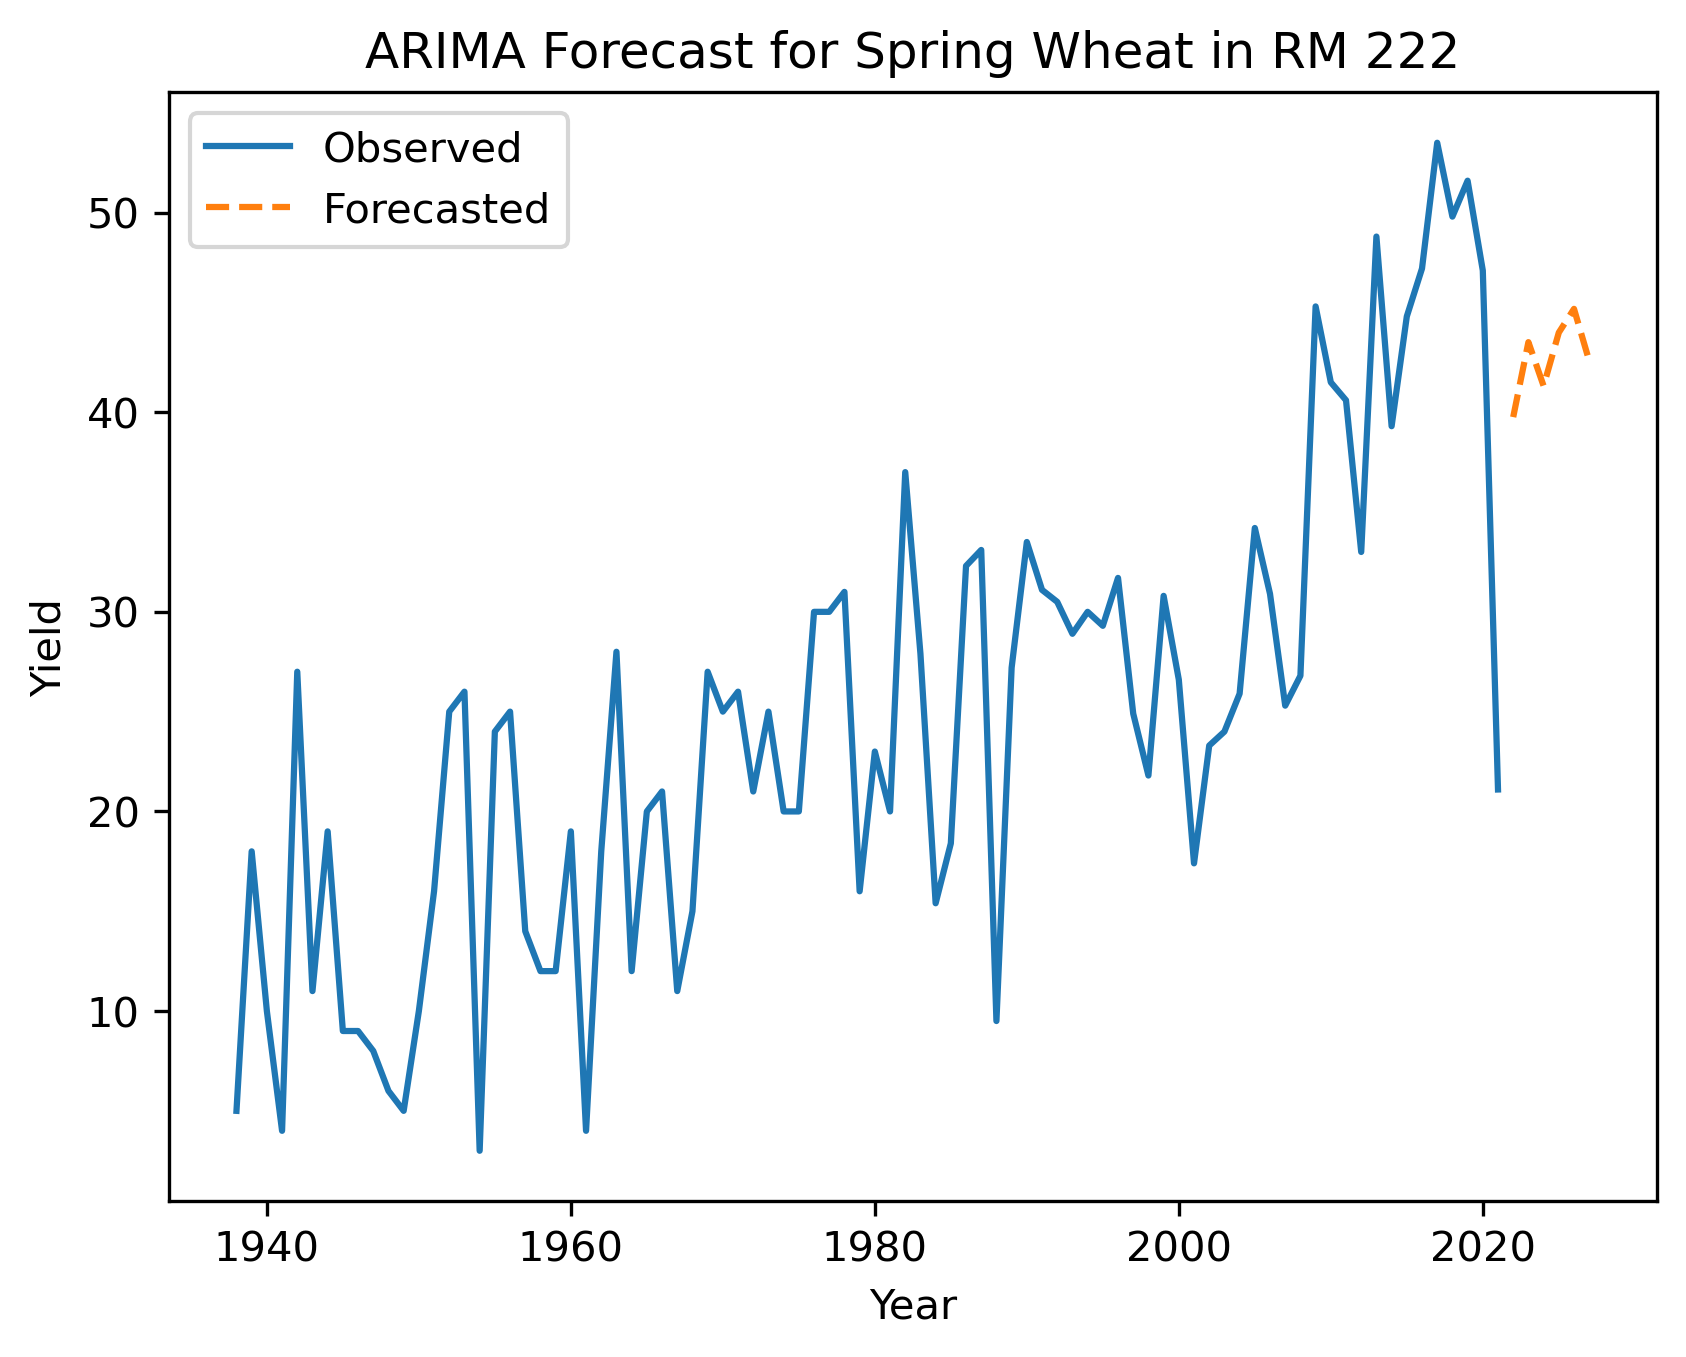 ARIMA Forecast for Spring Wheat in RM 222
Observed
Forecasted
50
40
30
20
10
Yield
1940 1960 1980 2000 2020
Year